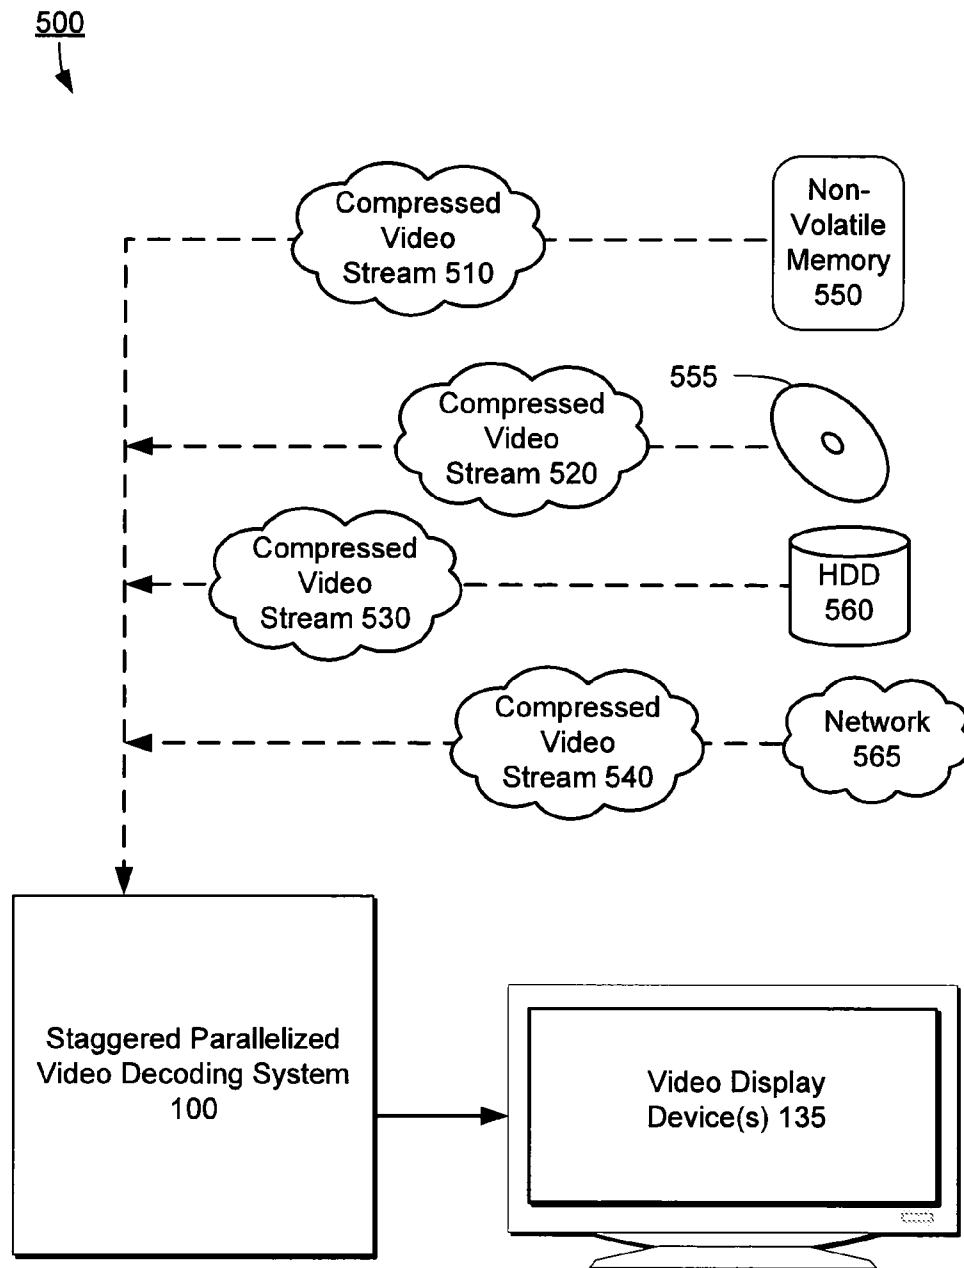 500
Compressed
Video
Stream 510
Non-
Volatile
Memory
550
555
Compressed
Video
Stream 520
Compressed
Video
Stream 530
HDD
560
Compressed
Video
Stream 540
Network
565
Staggered Parallelized
Video Decoding System
100
Video Display
Device(s) 135